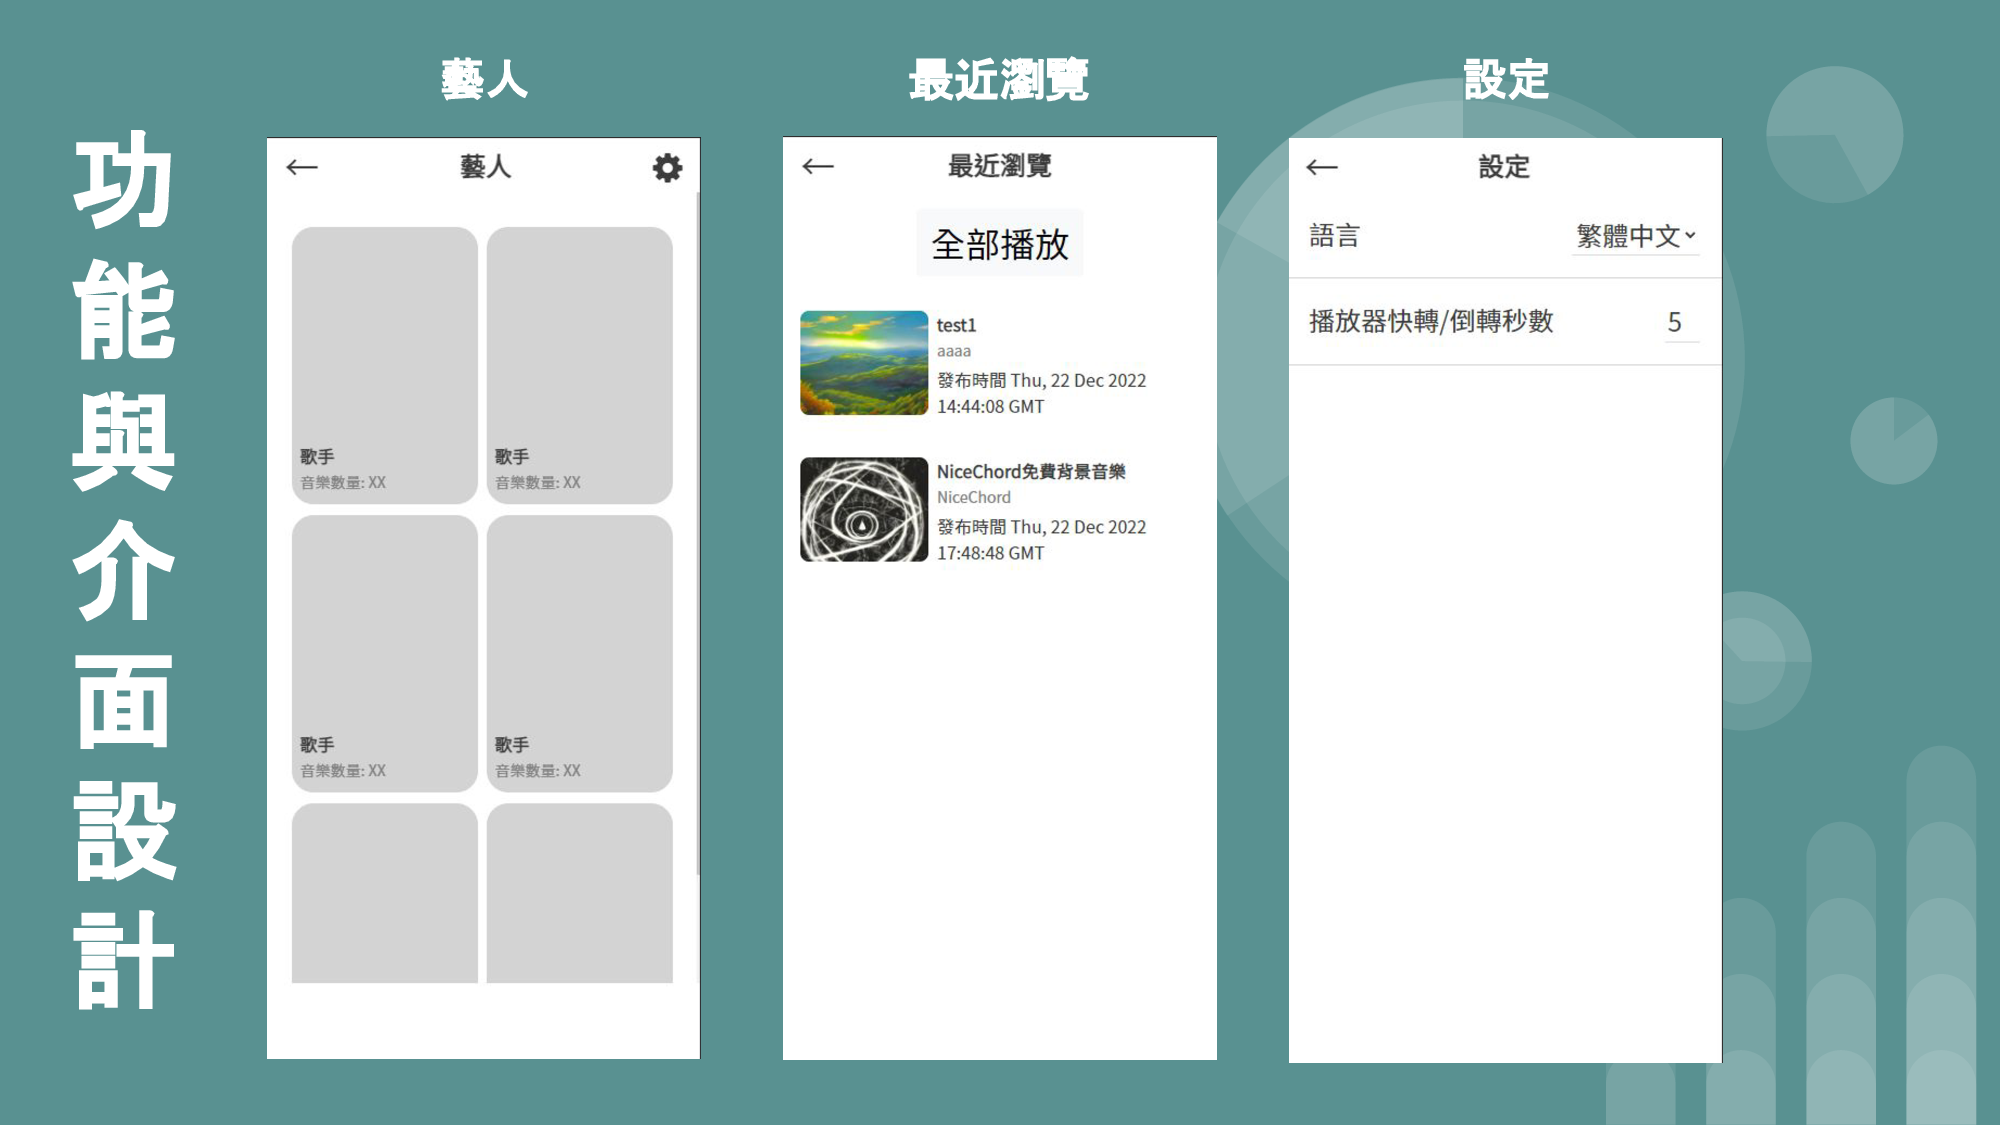 功能與介面設計
藝人
藝人
歌手
音樂數量: XX
歌手
音樂數量: XX
歌手
音樂數量: XX
歌手
音樂數量: XX
最近瀏覽
最近瀏覽
全部播放
test1
aaaa
發布時間 Thu, 22 Dec 2022
14:44:08 GMT
NiceChord免費背景音樂
NiceChord
發布時間 Thu, 22 Dec 2022
17:48:48 GMT
設定
設定
語言 繁體中文
播放器快轉/倒轉秒數 5